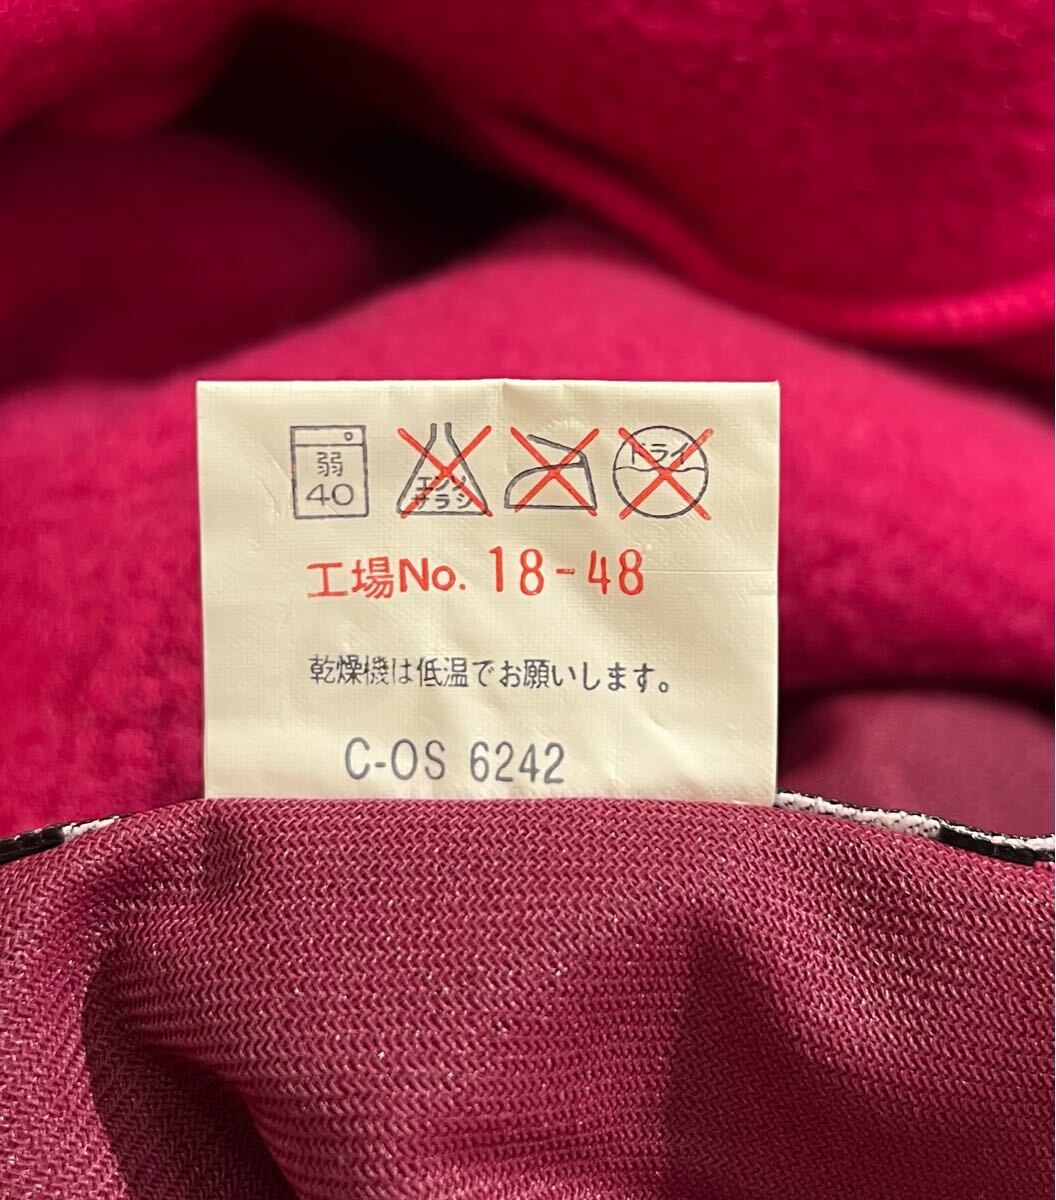 弱 エンソ ドライ
40 サラシ
工場No. 18-48
乾燥機は低温でお願いします。
C-OS 6242